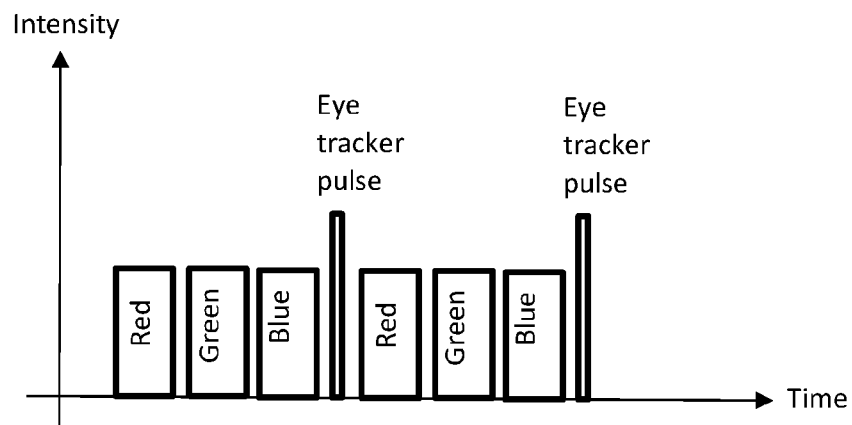 Intensity
Eye
tracker
pulse
Eye
tracker
pulse
Red
Green
Blue
Red
Green
Blue
Time